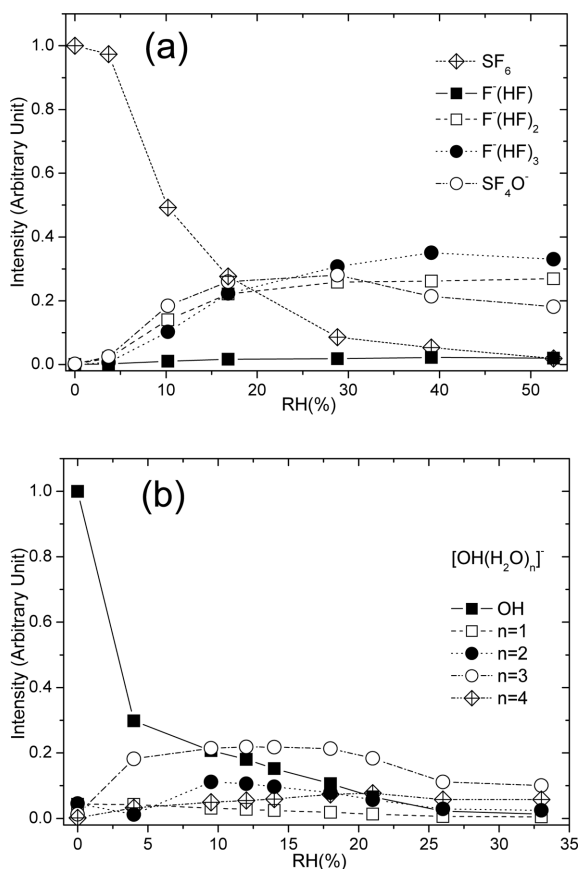 (a)
SF₆
F⁻(HF)
F⁻(HF)₂
F⁻(HF)₃
SF₄O⁻
Intensity (Arbitrary Unit)
1.0
0.8
0.6
0.4
0.2
0.0
0 10 20 30 40 50
RH(%)
(b)
[OH(H₂O)ₙ]⁻
OH
n=1
n=2
n=3
n=4
Intensity (Arbitrary Unit)
1.0
0.8
0.6
0.4
0.2
0.0
0 5 10 15 20 25 30 35
RH(%)